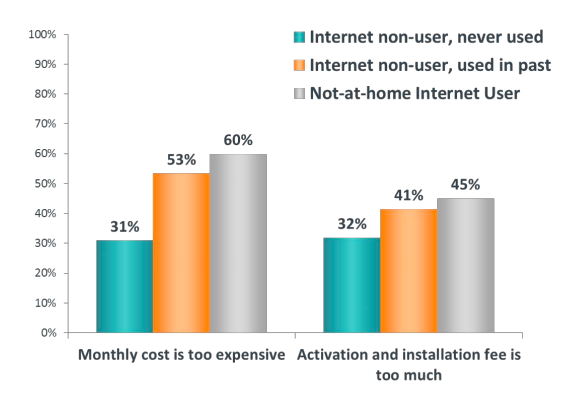 Internet non-user, never used
Internet non-user, used in past
Not-at-home Internet User
100%
90%
80%
70%
60%
50%
40%
30%
20%
10%
0%
31%
53%
60%
32%
41%
45%
Monthly cost is too expensive
Activation and installation fee is
too much